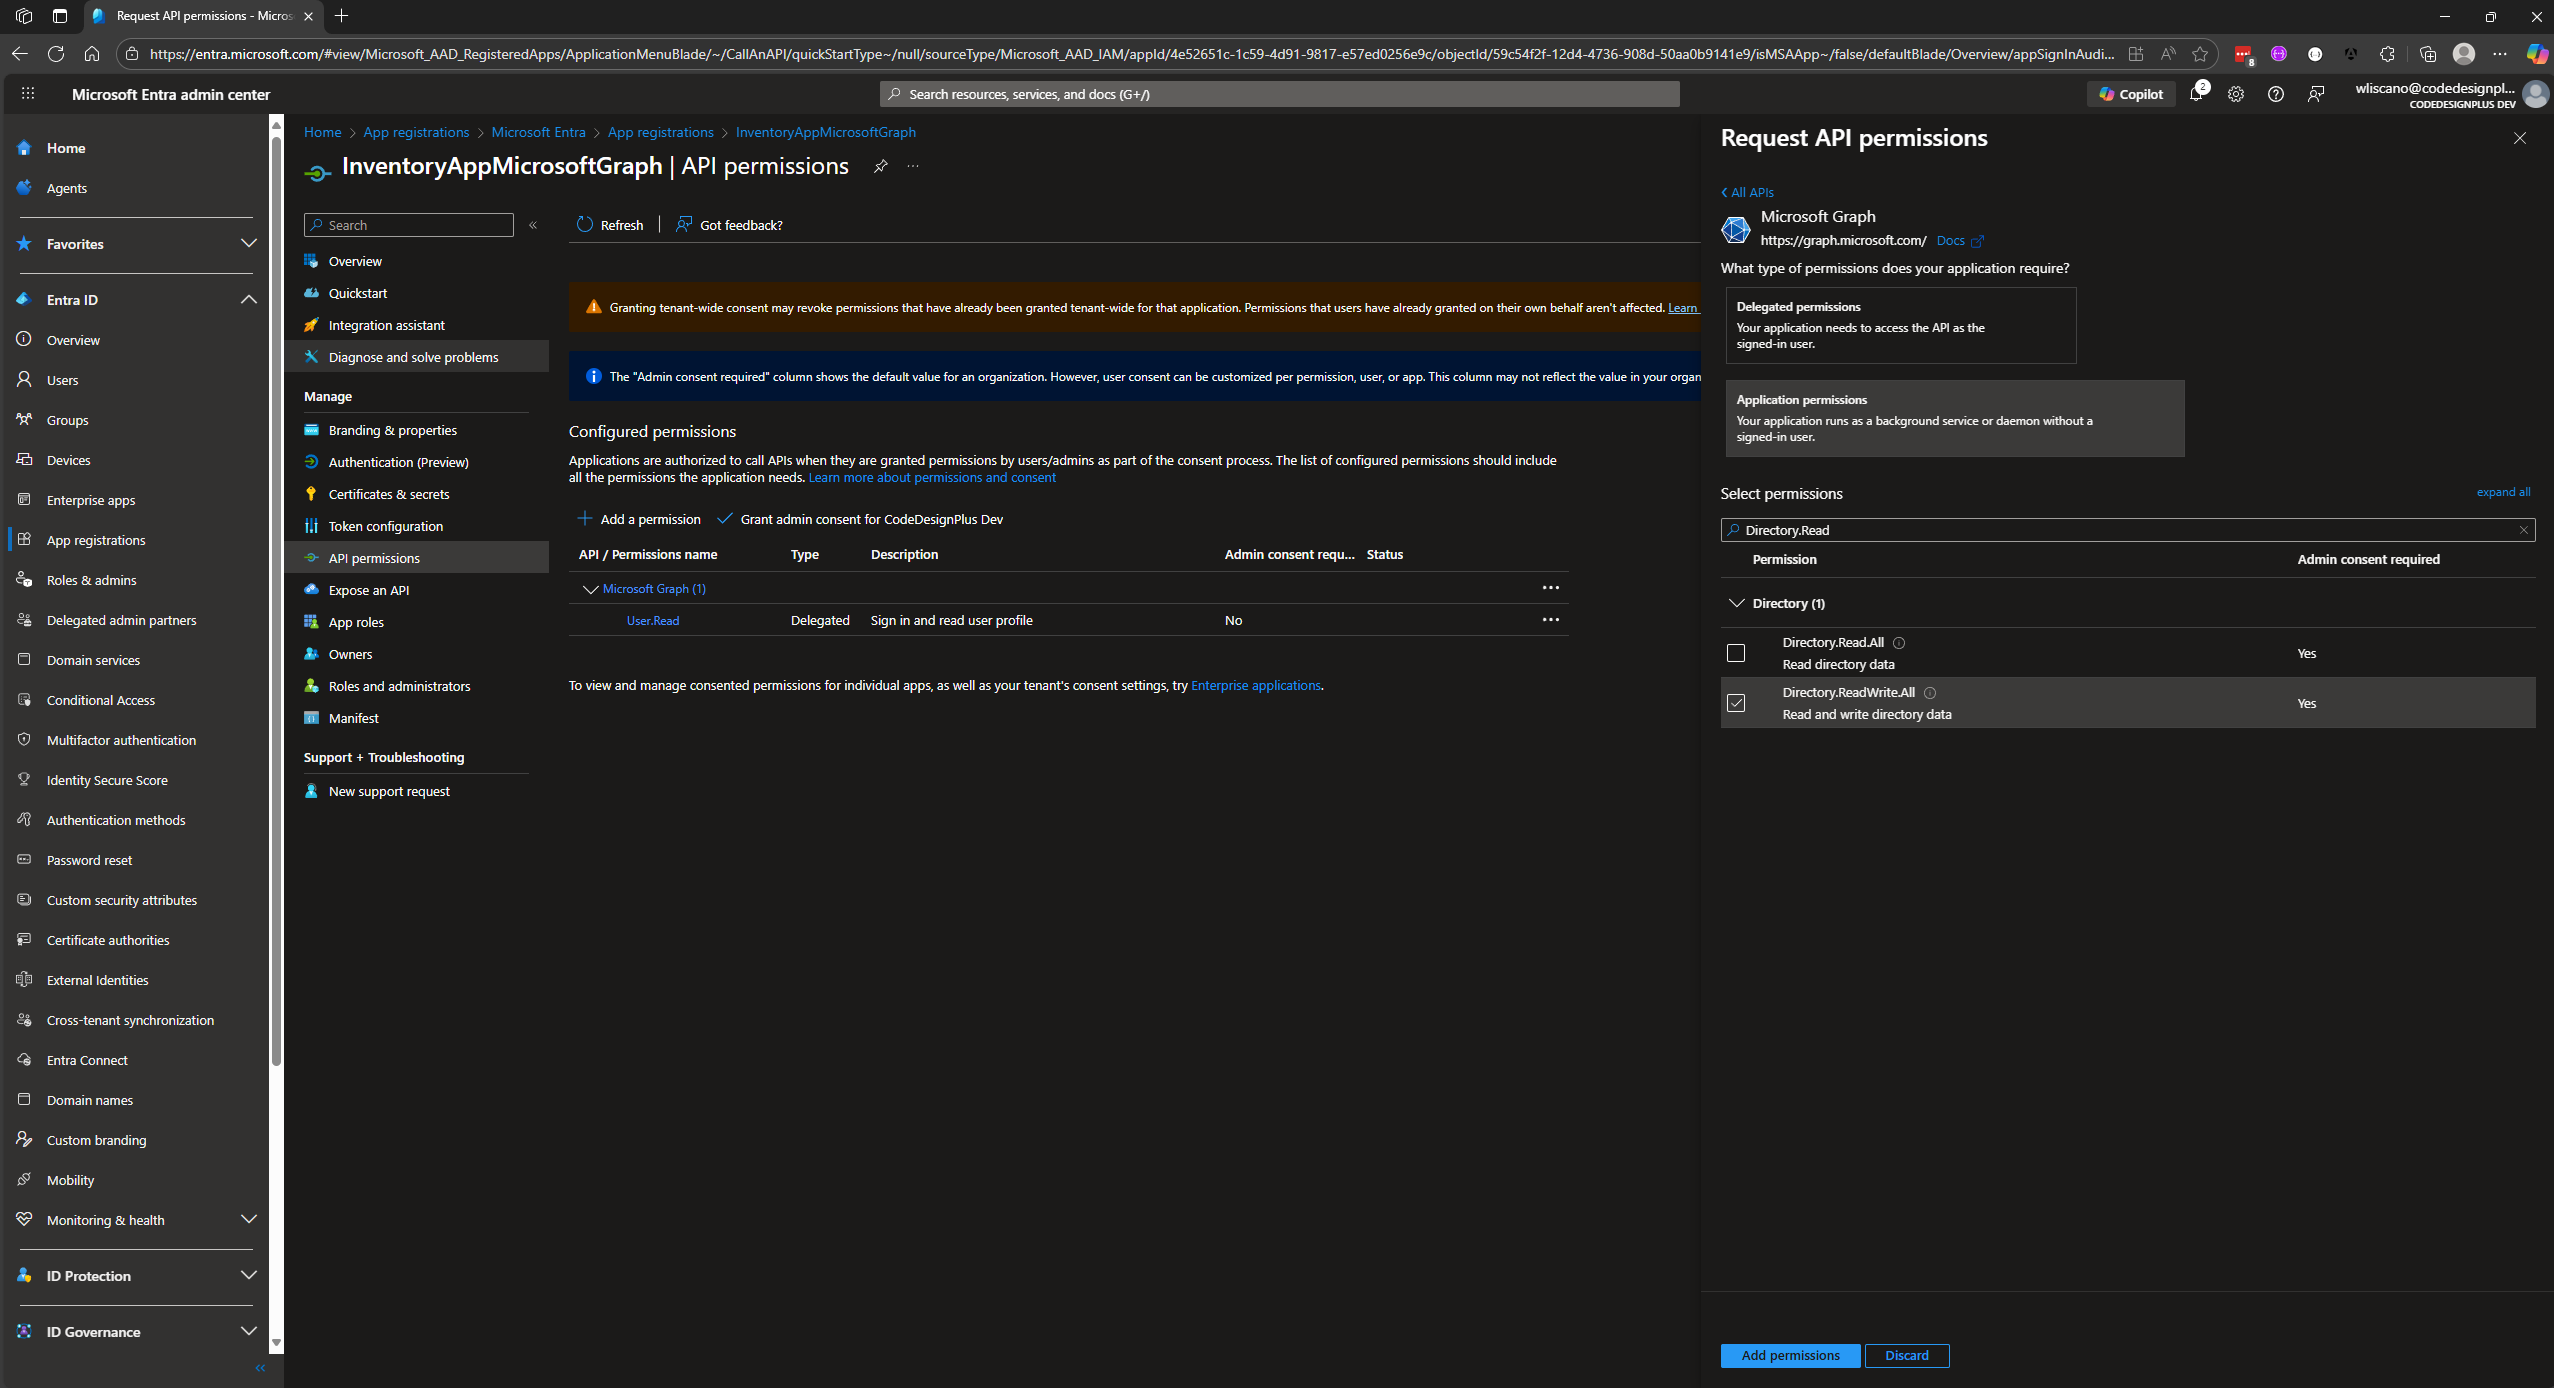 Request API permissions - Micros
https://entra.microsoft.com/#view/Microsoft_AAD_RegisteredApps/ApplicationMenuBlade/~/CallAnAPI/quickStartType~/null/sourceType/Microsoft_AAD_IAM/appId/4e52651c-1c59-4d91-9817-e57ed0256e9c/objectId/59c54f2f-12d4-4736-908d-50aa0b9141e9/isMSAApp~/false/defaultBlade/Overview/appSignInAudi...
8
Microsoft Entra admin center
Search resources, services, and docs (G+/)
Copilot
2
wliscano@codedesignpl...
CODEDESIGNPLUS DEV
Home
Agents
Favorites
Entra ID
Overview
Users
Groups
Devices
Enterprise apps
App registrations
Roles & admins
Delegated admin partners
Domain services
Conditional Access
Multifactor authentication
Identity Secure Score
Authentication methods
Password reset
Custom security attributes
Certificate authorities
External Identities
Cross-tenant synchronization
Entra Connect
Domain names
Custom branding
Mobility
Monitoring & health
ID Protection
ID Governance
Home > App registrations > Microsoft Entra > App registrations > InventoryAppMicrosoftGraph
InventoryAppMicrosoftGraph | API permissions
Search
Overview
Quickstart
Integration assistant
Diagnose and solve problems
Manage
Branding & properties
Authentication (Preview)
Certificates & secrets
Token configuration
API permissions
Expose an API
App roles
Owners
Roles and administrators
Manifest
Support + Troubleshooting
New support request
Refresh
Got feedback?
Granting tenant-wide consent may revoke permissions that have already been granted tenant-wide for that application. Permissions that users have already granted on their own behalf aren't affected. Learn
The "Admin consent required" column shows the default value for an organization. However, user consent can be customized per permission, user, or app. This column may not reflect the value in your organ
Configured permissions
Applications are authorized to call APIs when they are granted permissions by users/admins as part of the consent process. The list of configured permissions should include
all the permissions the application needs. Learn more about permissions and consent
Add a permission
Grant admin consent for CodeDesignPlus Dev
API / Permissions name Type Description Admin consent requ... Status
Microsoft Graph (1)
User.Read Delegated Sign in and read user profile No
To view and manage consented permissions for individual apps, as well as your tenant's consent settings, try Enterprise applications.
Request API permissions
All APIs
Microsoft Graph
https://graph.microsoft.com/ Docs
What type of permissions does your application require?
Delegated permissions
Your application needs to access the API as the
signed-in user.
Application permissions
Your application runs as a background service or daemon without a
signed-in user.
Select permissions
expand all
Directory.Read
Permission Admin consent required
Directory (1)
Directory.Read.All
Read directory data
Yes
Directory.ReadWrite.All
Read and write directory data
Yes
Add permissions
Discard